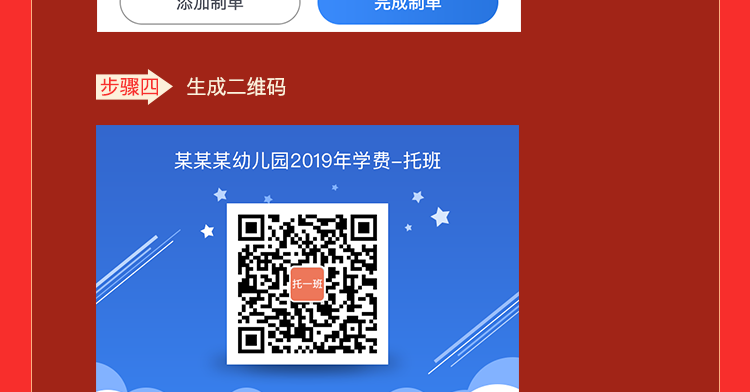 添加制单
完成制单
步骤四
生成二维码
某某某幼儿园2019年学费-托班
托一班